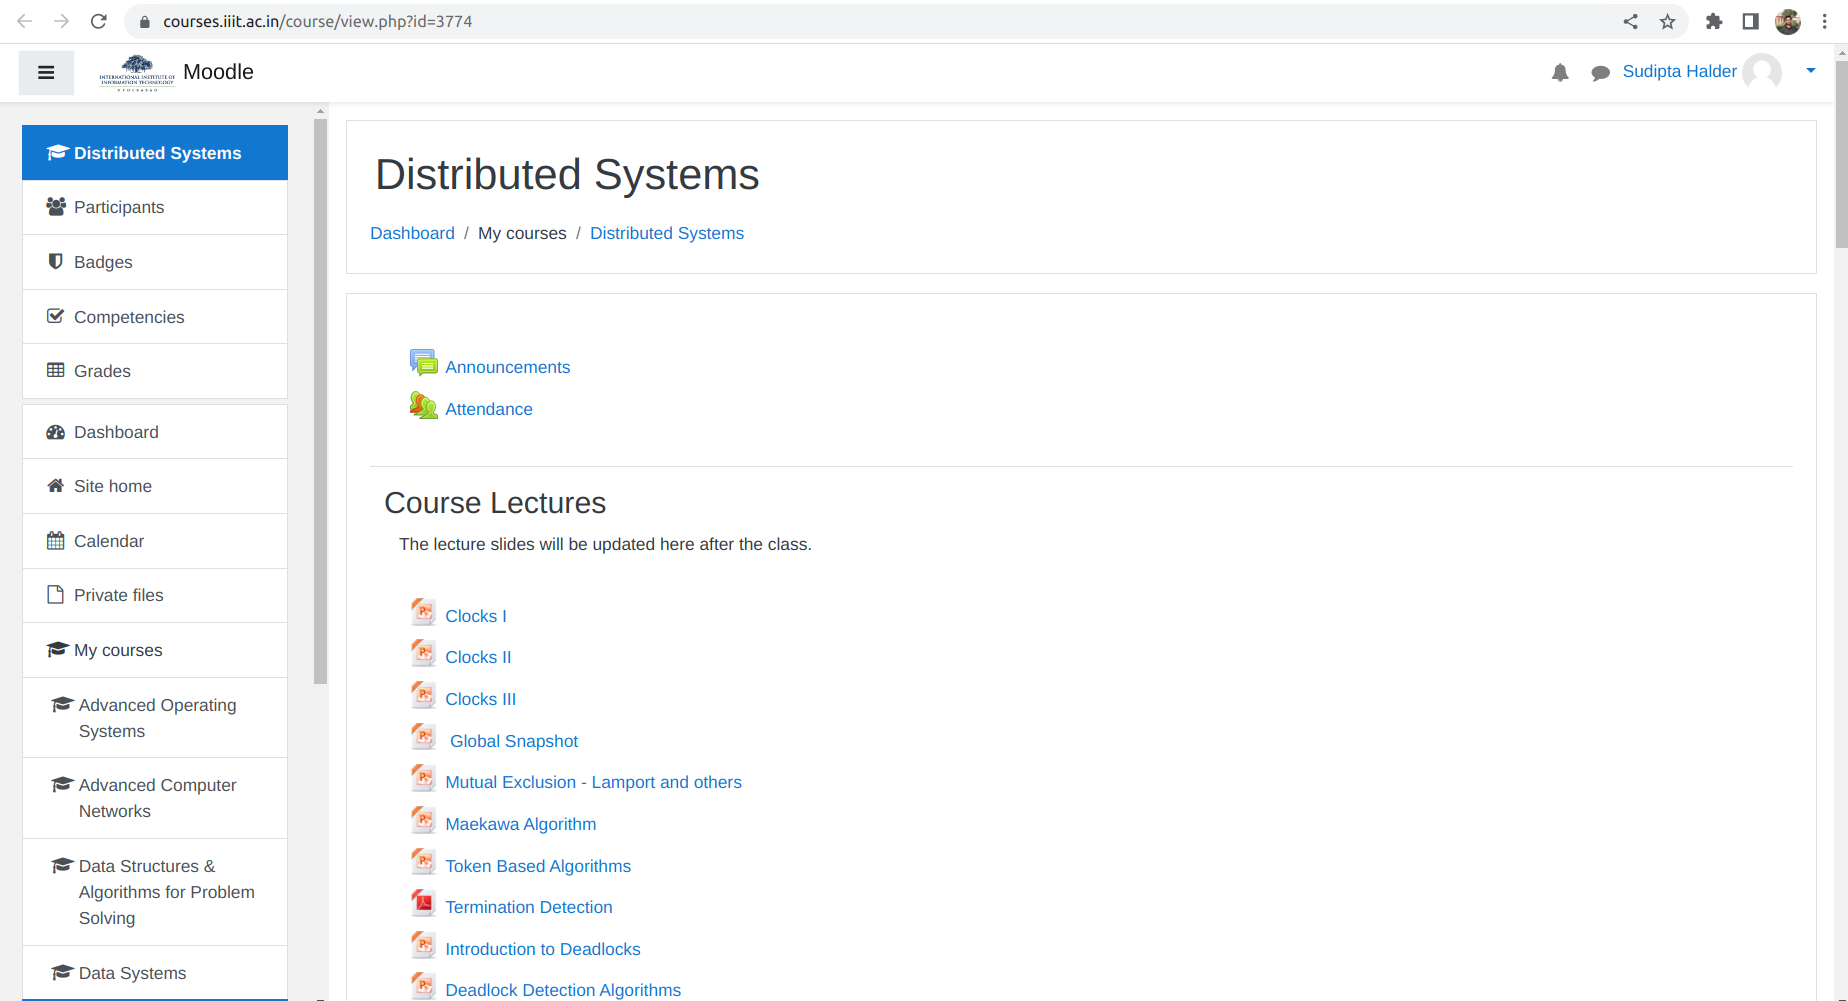 courses.iiit.ac.in/course/view.php?id=3774
INTERNATIONAL INSTITUTE OF
INFORMATION TECHNOLOGY
HYDERABAD
Moodle
Sudipta Halder
Distributed Systems
Participants
Badges
Competencies
Grades
Dashboard
Site home
Calendar
Private files
My courses
Advanced Operating
Systems
Advanced Computer
Networks
Data Structures &
Algorithms for Problem
Solving
Data Systems
Distributed Systems
Dashboard / My courses / Distributed Systems
Announcements
Attendance
Course Lectures
The lecture slides will be updated here after the class.
Clocks I
Clocks II
Clocks III
Global Snapshot
Mutual Exclusion - Lamport and others
Maekawa Algorithm
Token Based Algorithms
Termination Detection
Introduction to Deadlocks
Deadlock Detection Algorithms